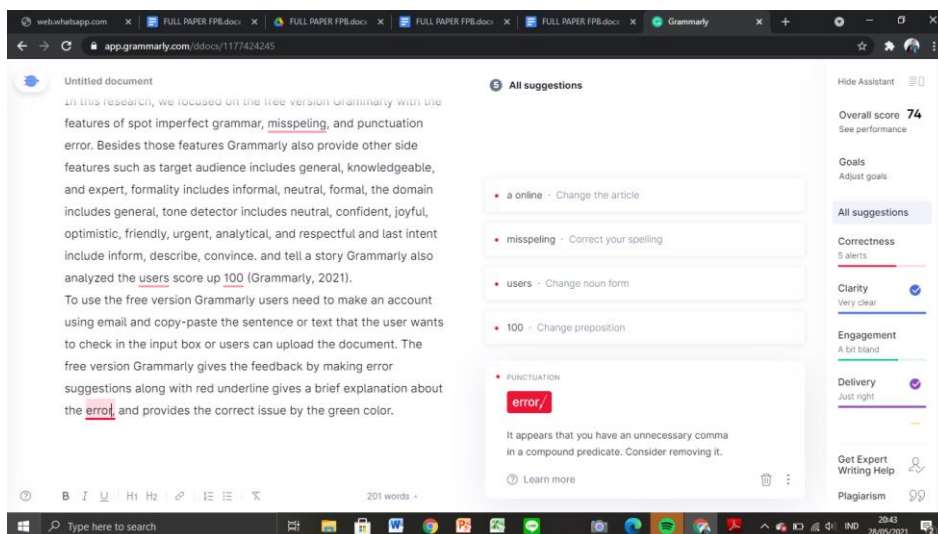 web.whatsapp.com
FULL PAPER FPB.docx
FULL PAPER FPB.docx
FULL PAPER FPB.docx
FULL PAPER FPB.docx
Grammarly
app.grammarly.com/ddocs/1177424245
Untitled document
In this research, we focused on the free version Grammarly with the
features of spot imperfect grammar, misspeling, and punctuation
error. Besides those features Grammarly also provide other side
features such as target audience includes general, knowledgeable,
and expert, formality includes informal, neutral, formal, the domain
includes general, tone detector includes neutral, confident, joyful,
optimistic, friendly, urgent, analytical, and respectful and last intent
include inform, describe, convince. and tell a story Grammarly also
analyzed the users score up 100 (Grammarly, 2021).
To use the free version Grammarly users need to make an account
using email and copy-paste the sentence or text that the user wants
to check in the input box or users can upload the document. The
free version Grammarly gives the feedback by making error
suggestions along with red underline gives a brief explanation about
the error, and provides the correct issue by the green color.
B I U H1 H2
201 words
5 All suggestions
a online · Change the article
misspeling · Correct your spelling
users · Change noun form
100 · Change preposition
PUNCTUATION
error,
It appears that you have an unnecessary comma
in a compound predicate. Consider removing it.
Learn more
Hide Assistant
Overall score 74
See performance
Goals
Adjust goals
All suggestions
Correctness
5 alerts
Clarity
Very clear
Engagement
A bit bland
Delivery
Just right
Get Expert
Writing Help
Plagiarism
Type here to search
IND
20:43
28/05/2021